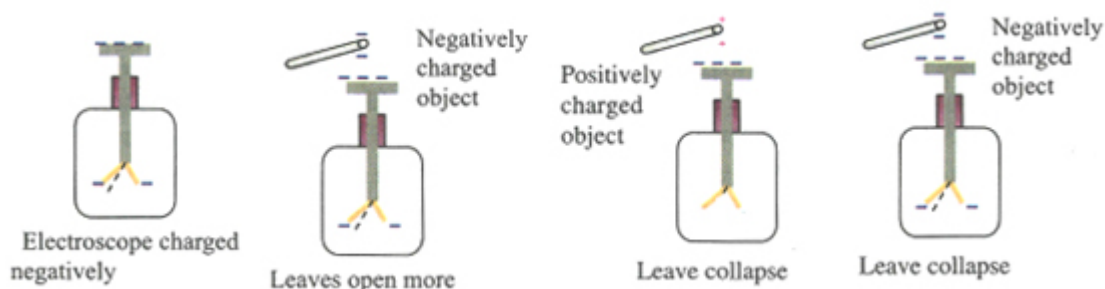 Electroscope charged
negatively
Negatively
charged
object
Leaves open more
Positively
charged
object
Leave collapse
Negatively
charged
object
Leave collapse